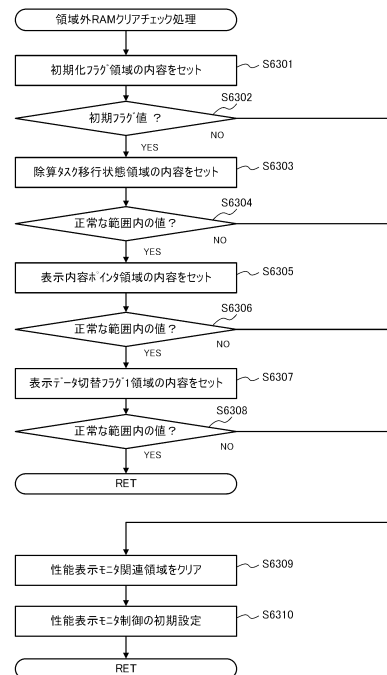 領域外RAMクリアチェック処理
初期化フラグ領域の内容をセット
S6301
S6302
初期フラグ値 ?
NO
YES
除算タスク移行状態領域の内容をセット
S6303
S6304
正常な範囲内の値 ?
NO
YES
表示内容ポインタ領域の内容をセット
S6305
S6306
正常な範囲内の値 ?
NO
YES
表示データ切替フラグ1領域の内容をセット
S6307
S6308
正常な範囲内の値 ?
NO
YES
RET
性能表示モニタ関連領域をクリア
S6309
性能表示モニタ制御の初期設定
S6310
RET